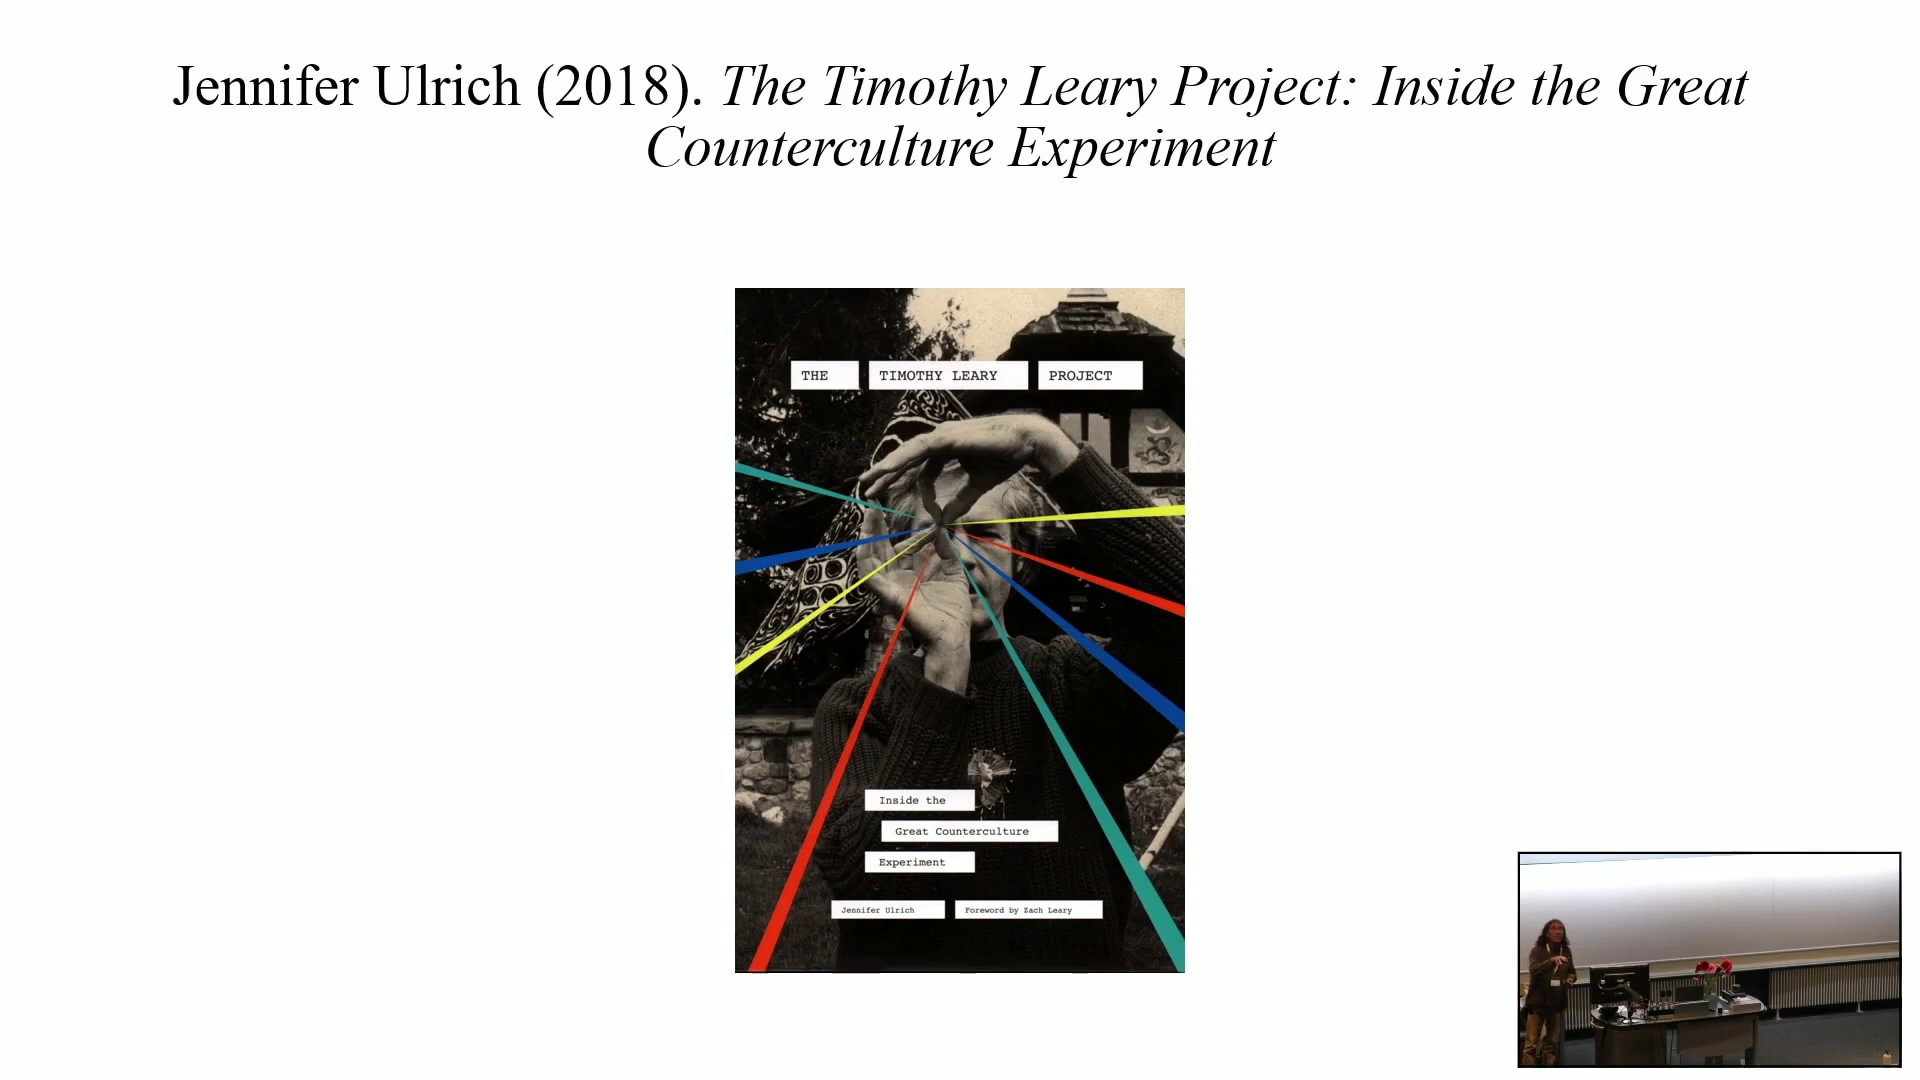 Jennifer Ulrich (2018). The Timothy Leary Project: Inside the Great
Counterculture Experiment
THE TIMOTHY LEARY PROJECT
Inside the
Great Counterculture
Experiment
Jennifer Ulrich Foreword by Zach Leary